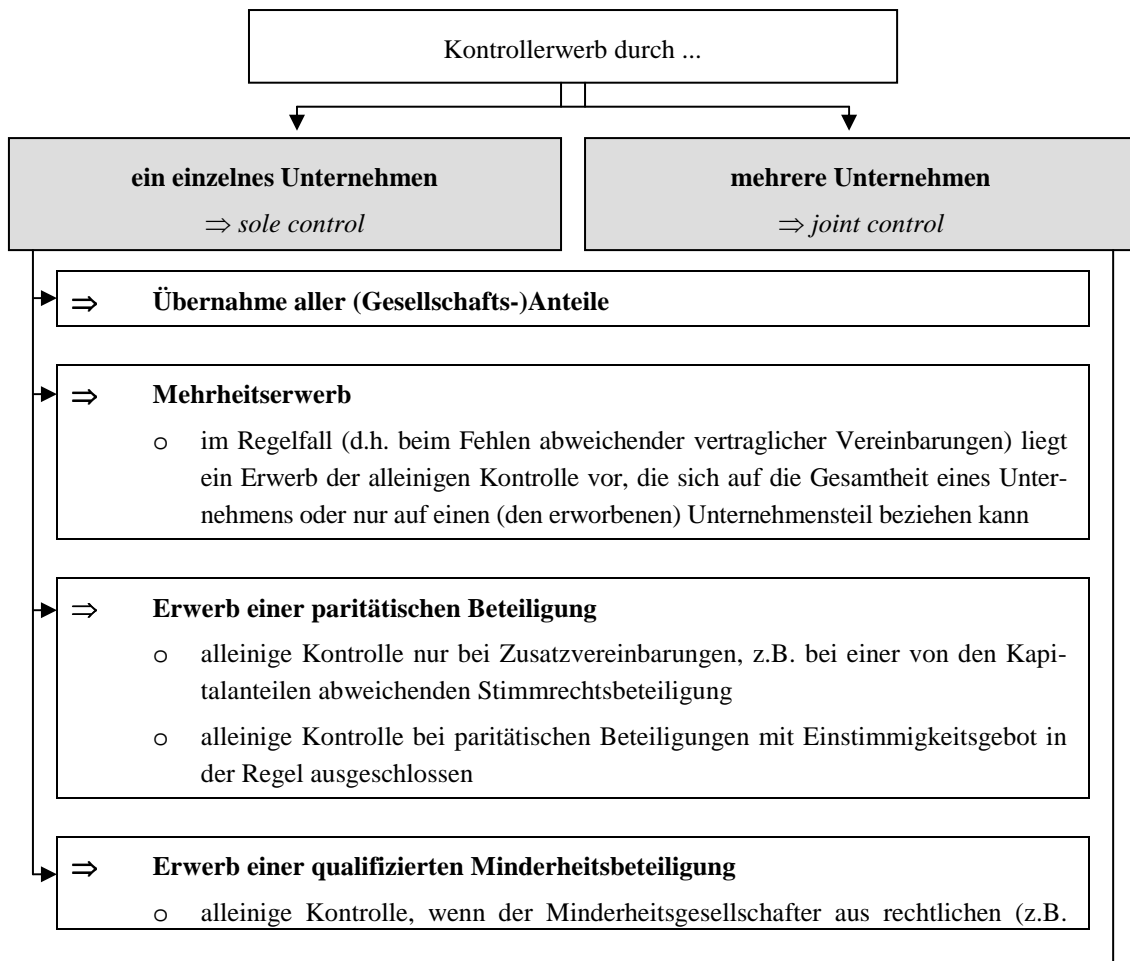 Kontrollerwerb durch ...
ein einzelnes Unternehmen
⇒ sole control
mehrere Unternehmen
⇒ joint control
⇒ Übernahme aller (Gesellschafts-)Anteile
⇒ Mehrheitserwerb
o im Regelfall (d.h. beim Fehlen abweichender vertraglicher Vereinbarungen) liegt
ein Erwerb der alleinigen Kontrolle vor, die sich auf die Gesamtheit eines Unter-
nehmens oder nur auf einen (den erworbenen) Unternehmensteil beziehen kann
⇒ Erwerb einer paritätischen Beteiligung
o alleinige Kontrolle nur bei Zusatzvereinbarungen, z.B. bei einer von den Kapi-
talanteilen abweichenden Stimmrechtsbeteiligung
o alleinige Kontrolle bei paritätischen Beteiligungen mit Einstimmigkeitsgebot in
der Regel ausgeschlossen
⇒ Erwerb einer qualifizierten Minderheitsbeteiligung
o alleinige Kontrolle, wenn der Minderheitsgesellschafter aus rechtlichen (z.B.